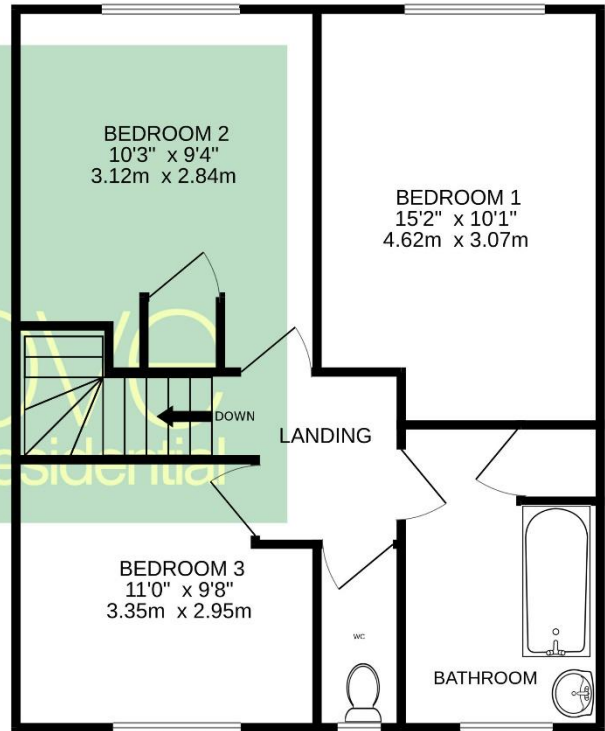 BEDROOM 2
10'3" x 9'4"
3.12m x 2.84m
BEDROOM 1
15'2" x 10'1"
4.62m x 3.07m
DOWN
LANDING
esidential
BEDROOM 3
11'0" x 9'8"
3.35m x 2.95m
WC
BATHROOM